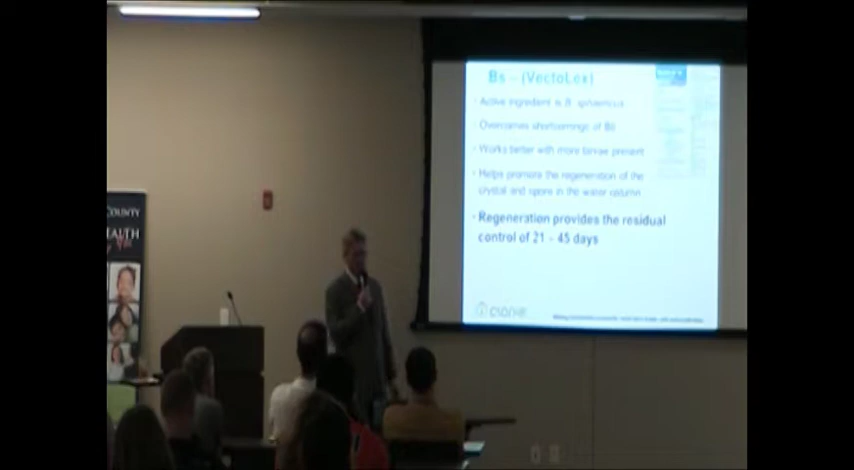 Bs - (VectoLex)
Active ingredient is B. sphaericus
Overcomes shortcomings of Bti
Works better with more larvae present
Helps promote the regeneration of the
crystal and spore in the water column
Regeneration provides the residual
control of 21 - 45 days
Clarke
COUNTY